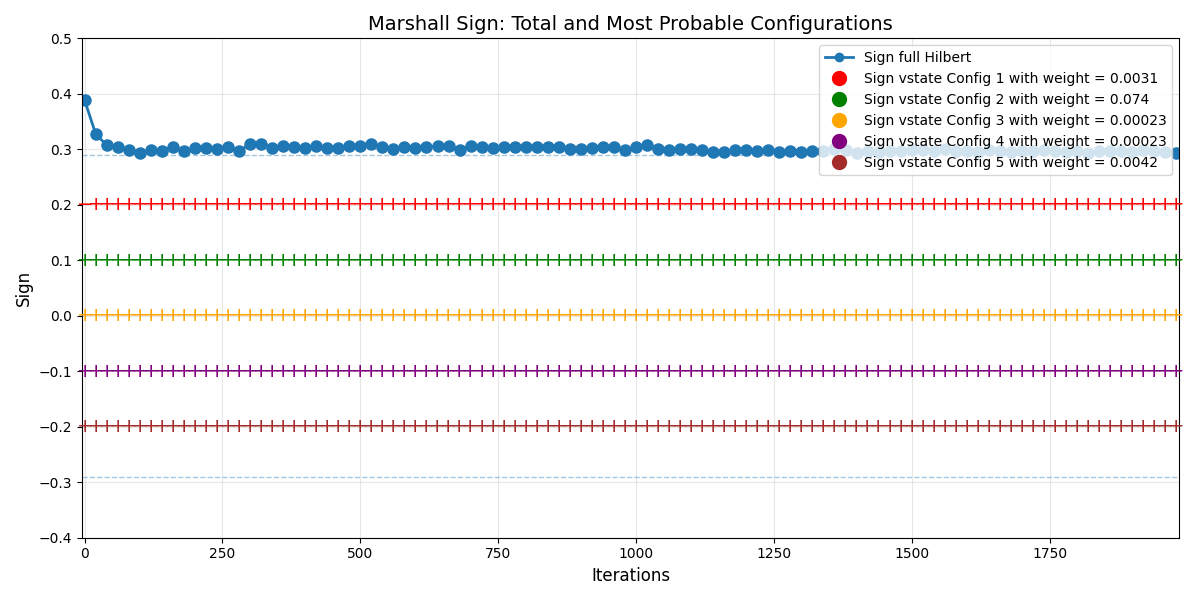 Marshall Sign: Total and Most Probable Configurations
Sign full Hilbert
Sign vstate Config 1 with weight = 0.0031
Sign vstate Config 2 with weight = 0.074
Sign vstate Config 3 with weight = 0.00023
Sign vstate Config 4 with weight = 0.00023
Sign vstate Config 5 with weight = 0.0042
Sign
0.5
0.4
0.3
0.2
0.1
0.0
−0.1
−0.2
−0.3
−0.4
0 250 500 750 1000 1250 1500 1750
Iterations